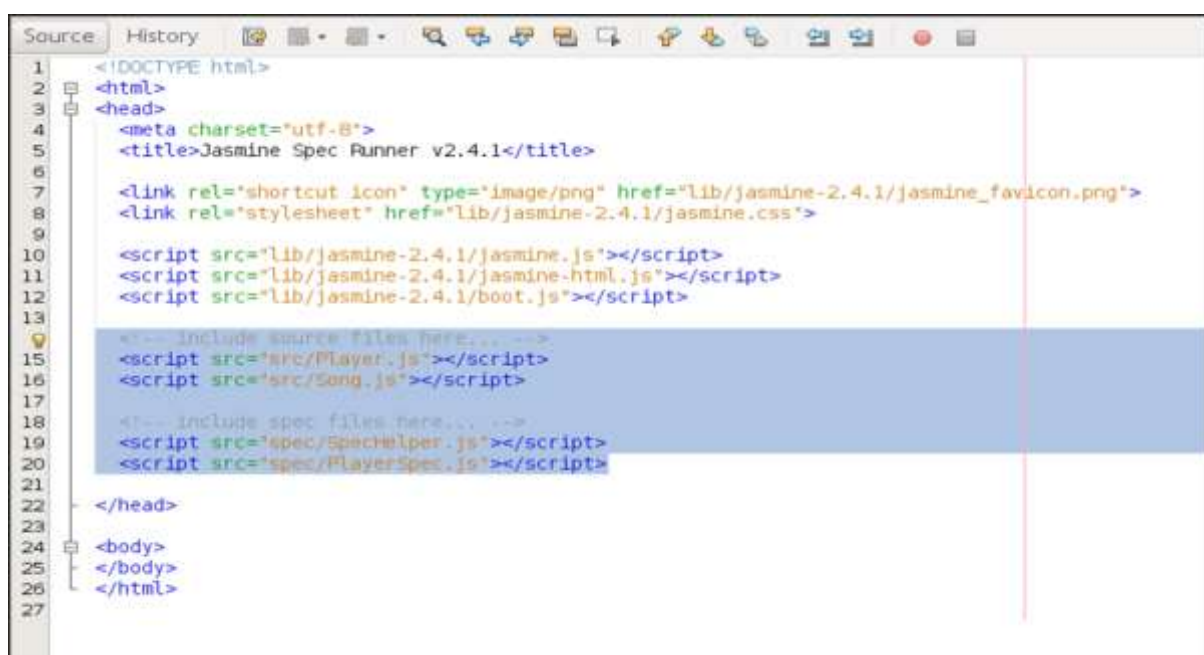 Source History
1 <!DOCTYPE html>
2 <html>
3 <head>
4 <meta charset="utf-8">
5 <title>Jasmine Spec Runner v2.4.1</title>
6
7 <link rel="shortcut icon" type="image/png" href="lib/jasmine-2.4.1/jasmine_favicon.png">
8 <link rel="stylesheet" href="lib/jasmine-2.4.1/jasmine.css">
9
10 <script src="lib/jasmine-2.4.1/jasmine.js"></script>
11 <script src="lib/jasmine-2.4.1/jasmine-html.js"></script>
12 <script src="lib/jasmine-2.4.1/boot.js"></script>
13
<!-- include source files here... -->
15 <script src="src/Player.js"></script>
16 <script src="src/Song.js"></script>
17
18 <!-- include spec files here... -->
19 <script src="spec/SpecHelper.js"></script>
20 <script src="spec/PlayerSpec.js"></script>
21
22 </head>
23
24 <body>
25 </body>
26 </html>
27